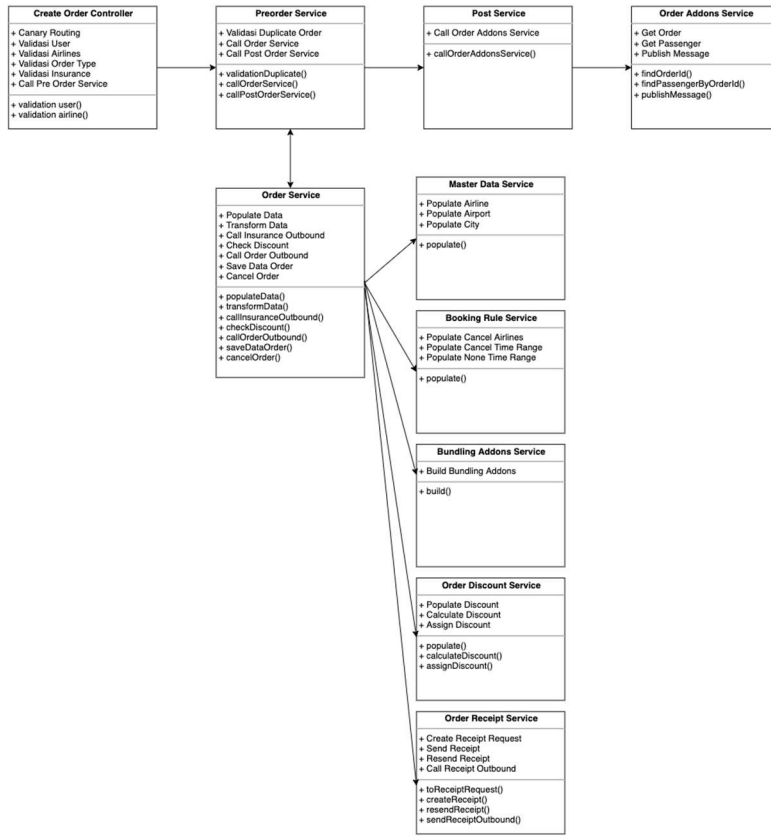 Create Order Controller
+ Canary Routing
+ Validasi User
+ Validasi Airlines
+ Validasi Order Type
+ Validasi Insurance
+ Call Pre Order Service
+ validation user()
+ validation airline()
Preorder Service
+ Validasi Duplicate Order
+ Call Order Service
+ Call Post Order Service
+ validationDuplicate()
+ callOrderService()
+ callPostOrderService()
Post Service
+ Call Order Addons Service
+ callOrderAddonsService()
Order Addons Service
+ Get Order
+ Get Passenger
+ Publish Message
+ findOrderId()
+ findPassengerByOrderId()
+ publishMessage()
Order Service
+ Populate Data
+ Transform Data
+ Call Insurance Outbound
+ Check Discount
+ Call Order Outbound
+ Save Data Order
+ Cancel Order
+ populateData()
+ transformData()
+ callInsuranceOutbound()
+ checkDiscount()
+ callOrderOutbound()
+ saveDataOrder()
+ cancelOrder()
Master Data Service
+ Populate Airline
+ Populate Airport
+ Populate City
+ populate()
Booking Rule Service
+ Populate Cancel Airlines
+ Populate Cancel Time Range
+ Populate None Time Range
+ populate()
Bundling Addons Service
+ Build Bundling Addons
+ build()
Order Discount Service
+ Populate Discount
+ Calculate Discount
+ Assign Discount
+ populate()
+ calculateDiscount()
+ assignDiscount()
Order Receipt Service
+ Create Receipt Request
+ Send Receipt
+ Resend Receipt
+ Call Receipt Outbound
+ toReceiptRequest()
+ createReceipt()
+ resendReceipt()
+ sendReceiptOutbound()